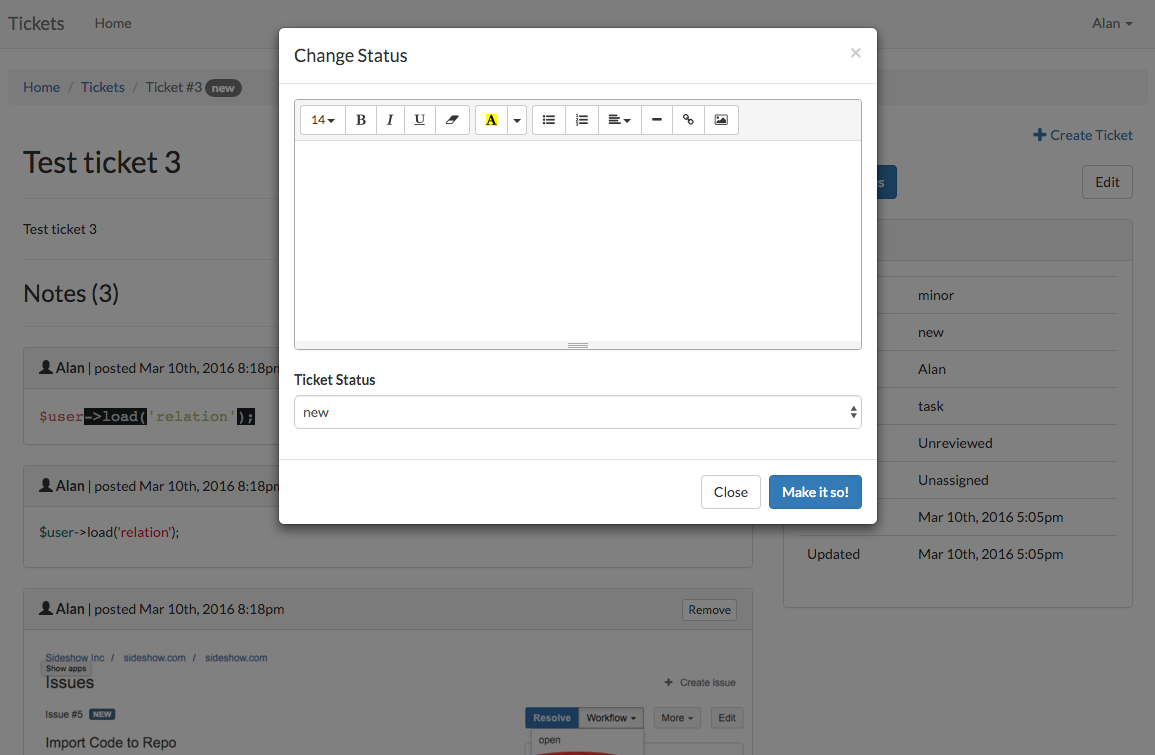 Tickets Home Alan
Change Status ×
Home / Tickets / Ticket #3 new
14 B I U A
Create Ticket
Test ticket 3
s Edit
Test ticket 3
Notes (3)
minor
new
Alan | posted Mar 10th, 2016 8:18pm
Alan
Ticket Status
task
new
$user->load('relation');
Unreviewed
Unassigned
Alan | posted Mar 10th, 2016 8:18pm
Close Make it so!
Mar 10th, 2016 5:05pm
$user->load('relation');
Updated Mar 10th, 2016 5:05pm
Alan | posted Mar 10th, 2016 8:18pm Remove
Sideshow Inc / sideshow.com / sideshow.com
Show apps
Issues
Create issue
Issue #5 NEW
Resolve Workflow More Edit
open
Import Code to Repo